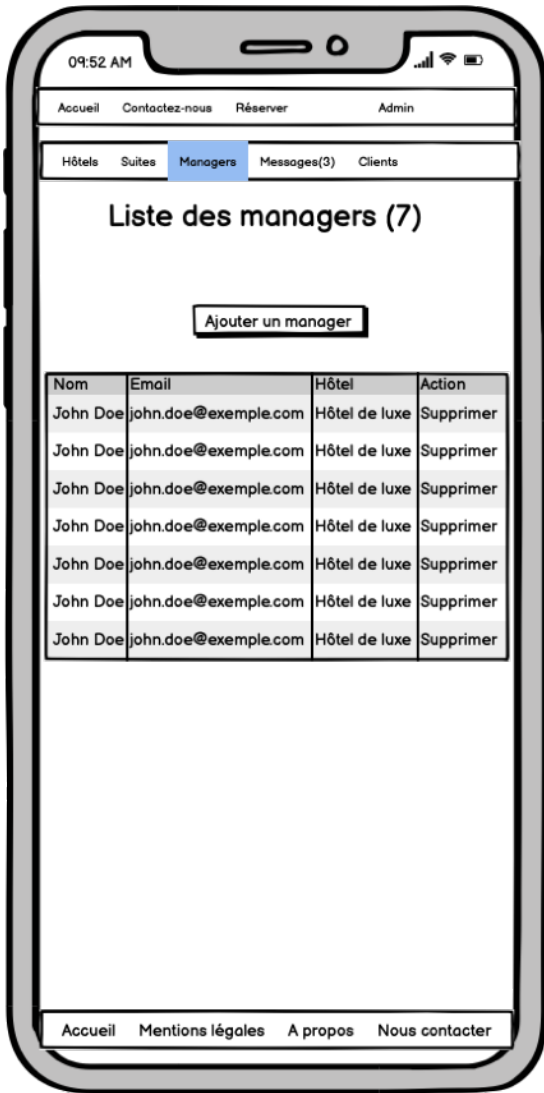 09:52 AM
Accueil Contactez-nous Réserver Admin
Hôtels Suites Managers Messages(3) Clients
Liste des managers (7)
Ajouter un manager
Nom Email Hôtel Action
John Doe john.doe@exemple.com Hôtel de luxe Supprimer
John Doe john.doe@exemple.com Hôtel de luxe Supprimer
John Doe john.doe@exemple.com Hôtel de luxe Supprimer
John Doe john.doe@exemple.com Hôtel de luxe Supprimer
John Doe john.doe@exemple.com Hôtel de luxe Supprimer
John Doe john.doe@exemple.com Hôtel de luxe Supprimer
John Doe john.doe@exemple.com Hôtel de luxe Supprimer
Accueil Mentions légales A propos Nous contacter